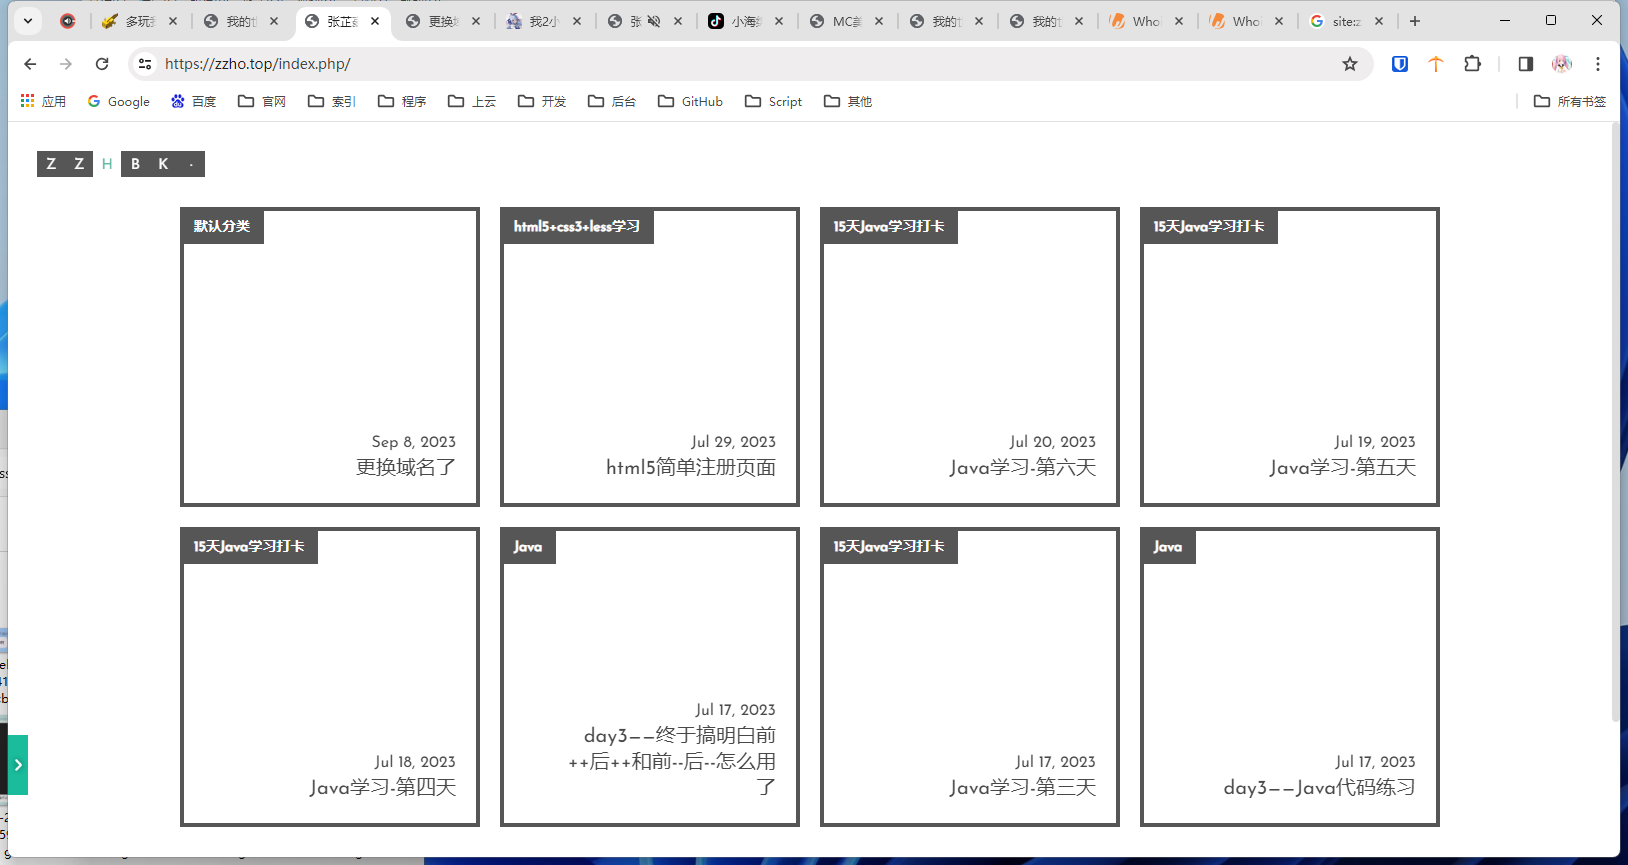 多玩
我的
张芷
更换
我2小
张
小海
MC
我的
我的
Who
Who
site:z
https://zzho.top/index.php/
应用 Google 百度 官网 索引 程序 上云 开发 后台 GitHub Script 其他 所有书签
Z Z H B K ·
默认分类
Sep 8, 2023
更换域名了
html5+css3+less学习
Jul 29, 2023
html5简单注册页面
15天Java学习打卡
Jul 20, 2023
Java学习-第六天
15天Java学习打卡
Jul 19, 2023
Java学习-第五天
15天Java学习打卡
Jul 18, 2023
Java学习-第四天
Java
Jul 17, 2023
day3——终于搞明白前
++后++和前--后--怎么用
了
15天Java学习打卡
Jul 17, 2023
Java学习-第三天
Java
Jul 17, 2023
day3——Java代码练习